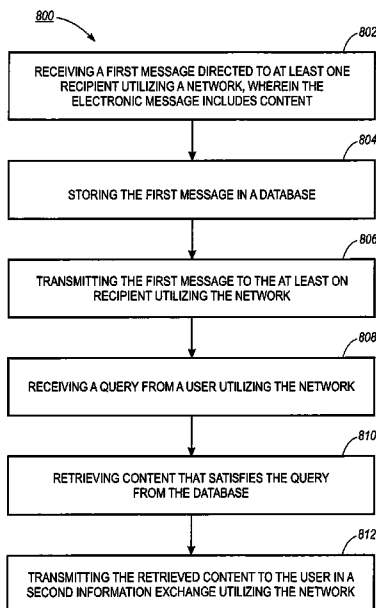 800
802
RECEIVING A FIRST MESSAGE DIRECTED TO AT LEAST ONE
RECIPIENT UTILIZING A NETWORK, WHEREIN THE
ELECTRONIC MESSAGE INCLUDES CONTENT
804
STORING THE FIRST MESSAGE IN A DATABASE
806
TRANSMITTING THE FIRST MESSAGE TO THE AT LEAST ON
RECIPIENT UTILIZING THE NETWORK
808
RECEIVING A QUERY FROM A USER UTILIZING THE NETWORK
810
RETRIEVING CONTENT THAT SATISFIES THE QUERY
FROM THE DATABASE
812
TRANSMITTING THE RETRIEVED CONTENT TO THE USER IN A
SECOND INFORMATION EXCHANGE UTILIZING THE NETWORK